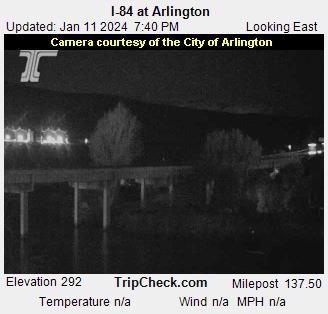 I-84 at Arlington
Updated: Jan 11 2024 7:40 PM Looking East
Camera courtesy of the City of Arlington
Elevation 292 TripCheck.com Milepost 137.50
Temperature n/a Wind n/a MPH n/a